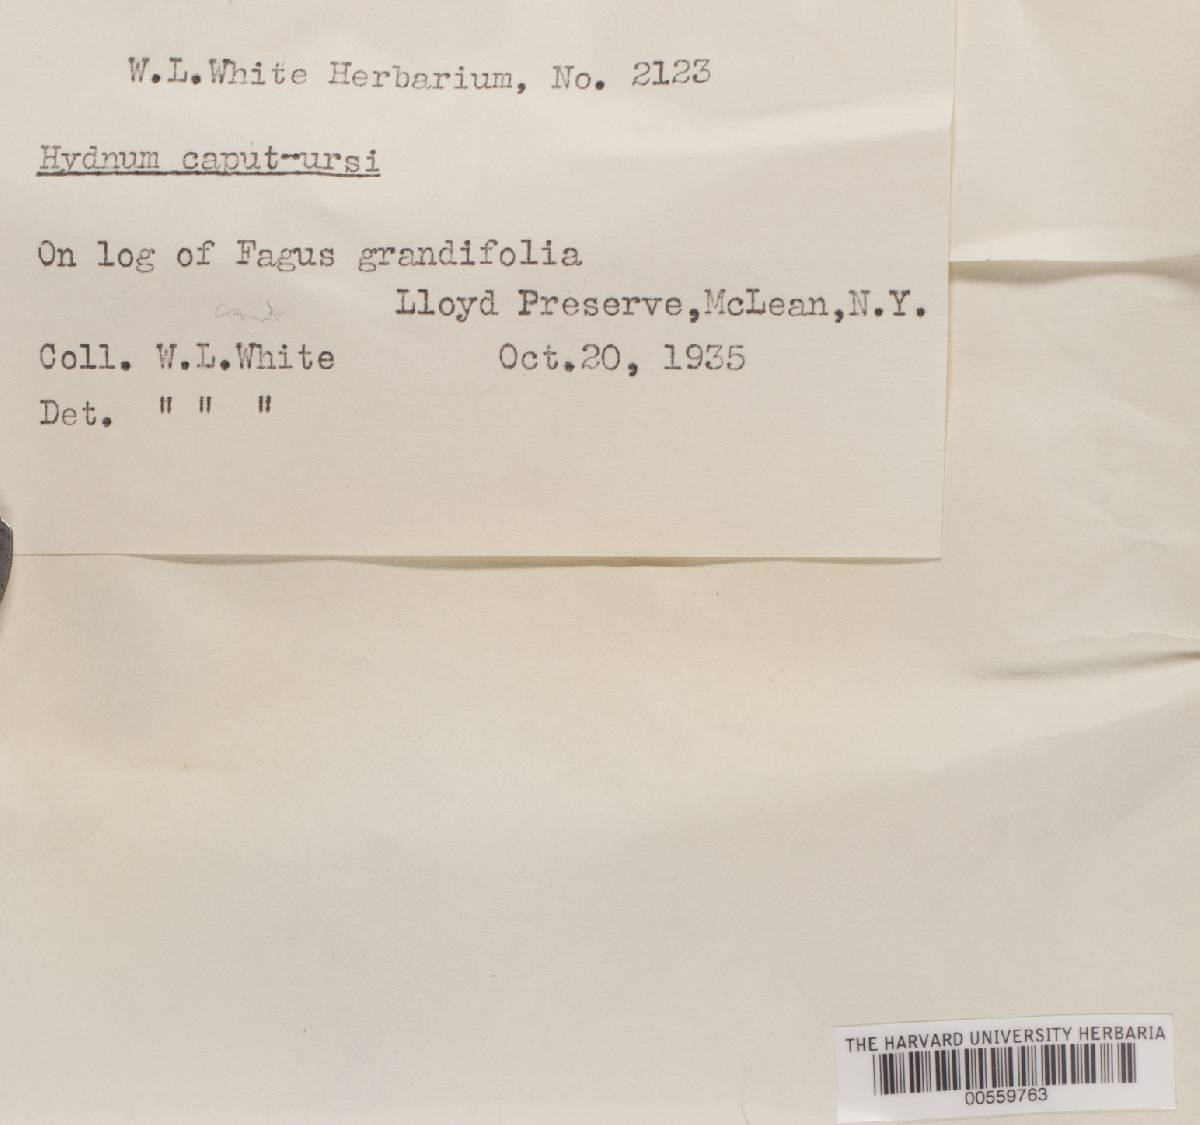 W.L.White Herbarium, No. 2123
Hydnum caput-ursi
On log of Fagus grandifolia
Lloyd Preserve,McLean,N.Y.
Coll. W.L.White Oct.20, 1935
Det. " " "
THE HARVARD UNIVERSITY HERBARIA
00559763